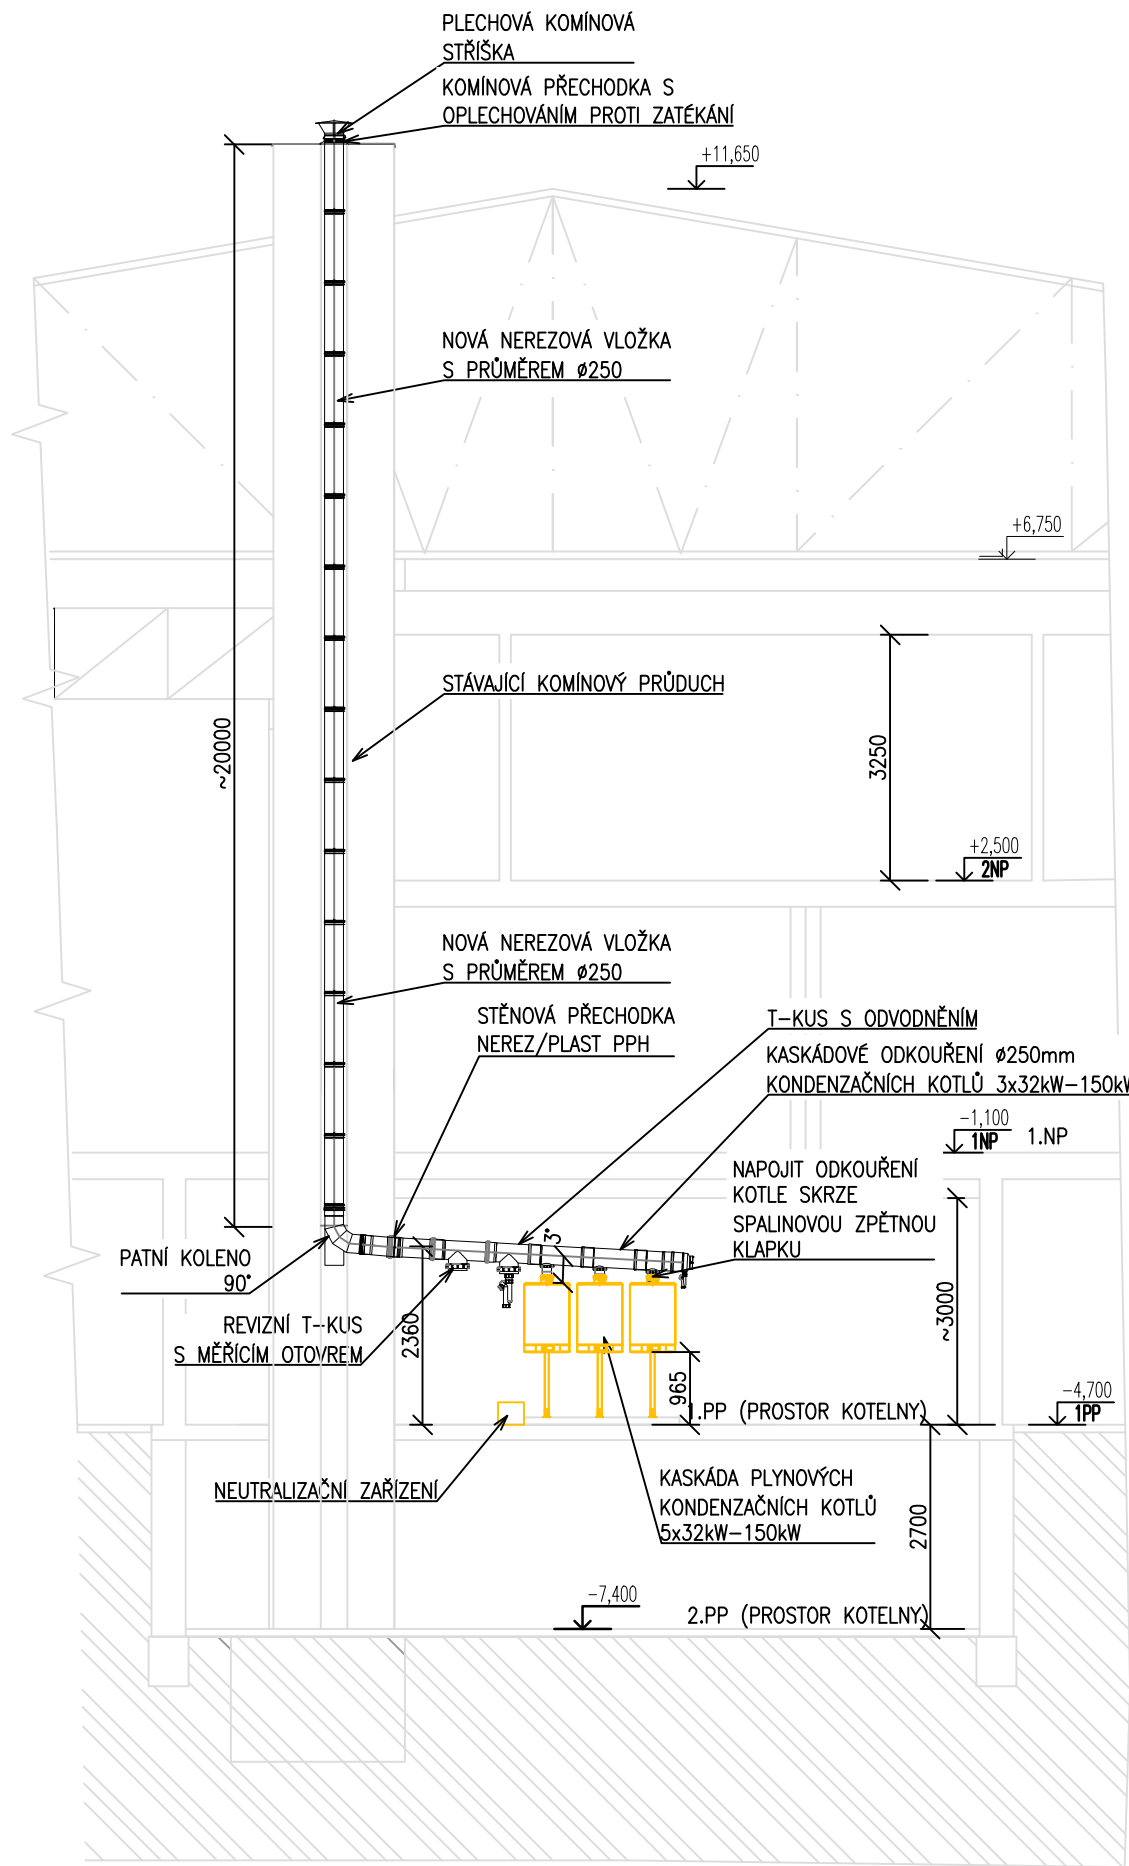 PLECHOVÁ KOMÍNOVÁ
STŘÍŠKA
KOMÍNOVÁ PŘECHODKA S
OPLECHOVÁNÍM PROTI ZATÉKÁNÍ
+11,650
NOVÁ NEREZOVÁ VLOŽKA
S PRŮMĚREM ø250
+6,750
STÁVAJÍCÍ KOMÍNOVÝ PRŮDUCH
~20000
3250
+2,500
2NP
NOVÁ NEREZOVÁ VLOŽKA
S PRŮMĚREM ø250
STĚNOVÁ PŘECHODKA
NEREZ/PLAST PPH
T-KUS S ODVODNĚNÍM
KASKÁDOVÉ ODKOUŘENÍ ø250mm
KONDENZAČNÍCH KOTLŮ 3x32kW-150kW
-1,100
1NP
1.NP
NAPOJIT ODKOUŘENÍ
KOTLE SKRZE
SPALINOVOU ZPĚTNOU
KLAPKU
3°
PATNÍ KOLENO
90°
REVIZNÍ T-KUS
S MĚŘÍCÍM OTOVREM
2360
965
~3000
-4,700
1PP
1.PP (PROSTOR KOTELNY)
NEUTRALIZAČNÍ ZAŘÍZENÍ
KASKÁDA PLYNOVÝCH
KONDENZAČNÍCH KOTLŮ
5x32kW-150kW
2700
-7,400
2.PP (PROSTOR KOTELNY)